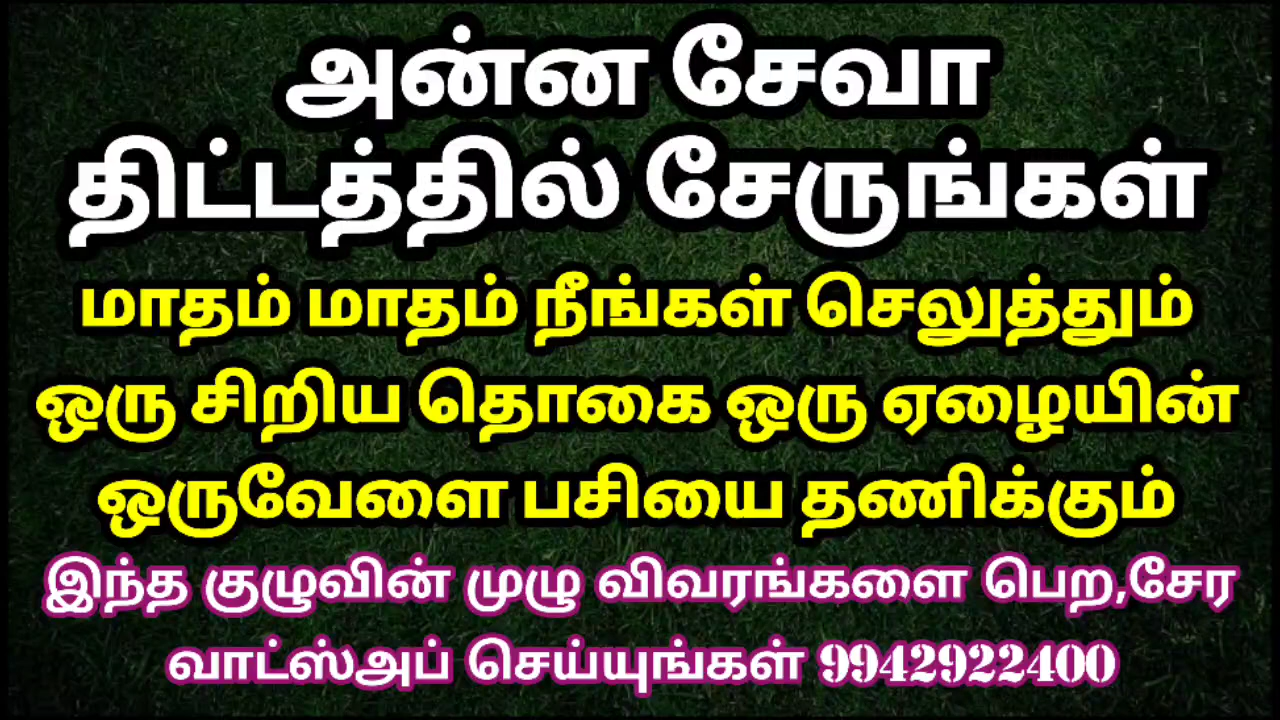 அன்ன சேவா
திட்டத்தில் சேருங்கள்
மாதம் மாதம் நீங்கள் செலுத்தும்
ஒரு சிறிய தொகை ஒரு ஏழையின்
ஒருவேளை பசியை தணிக்கும்
இந்த குழுவின் முழு விவரங்களை பெற,சேர
வாட்ஸ்அப் செய்யுங்கள் 9942922400